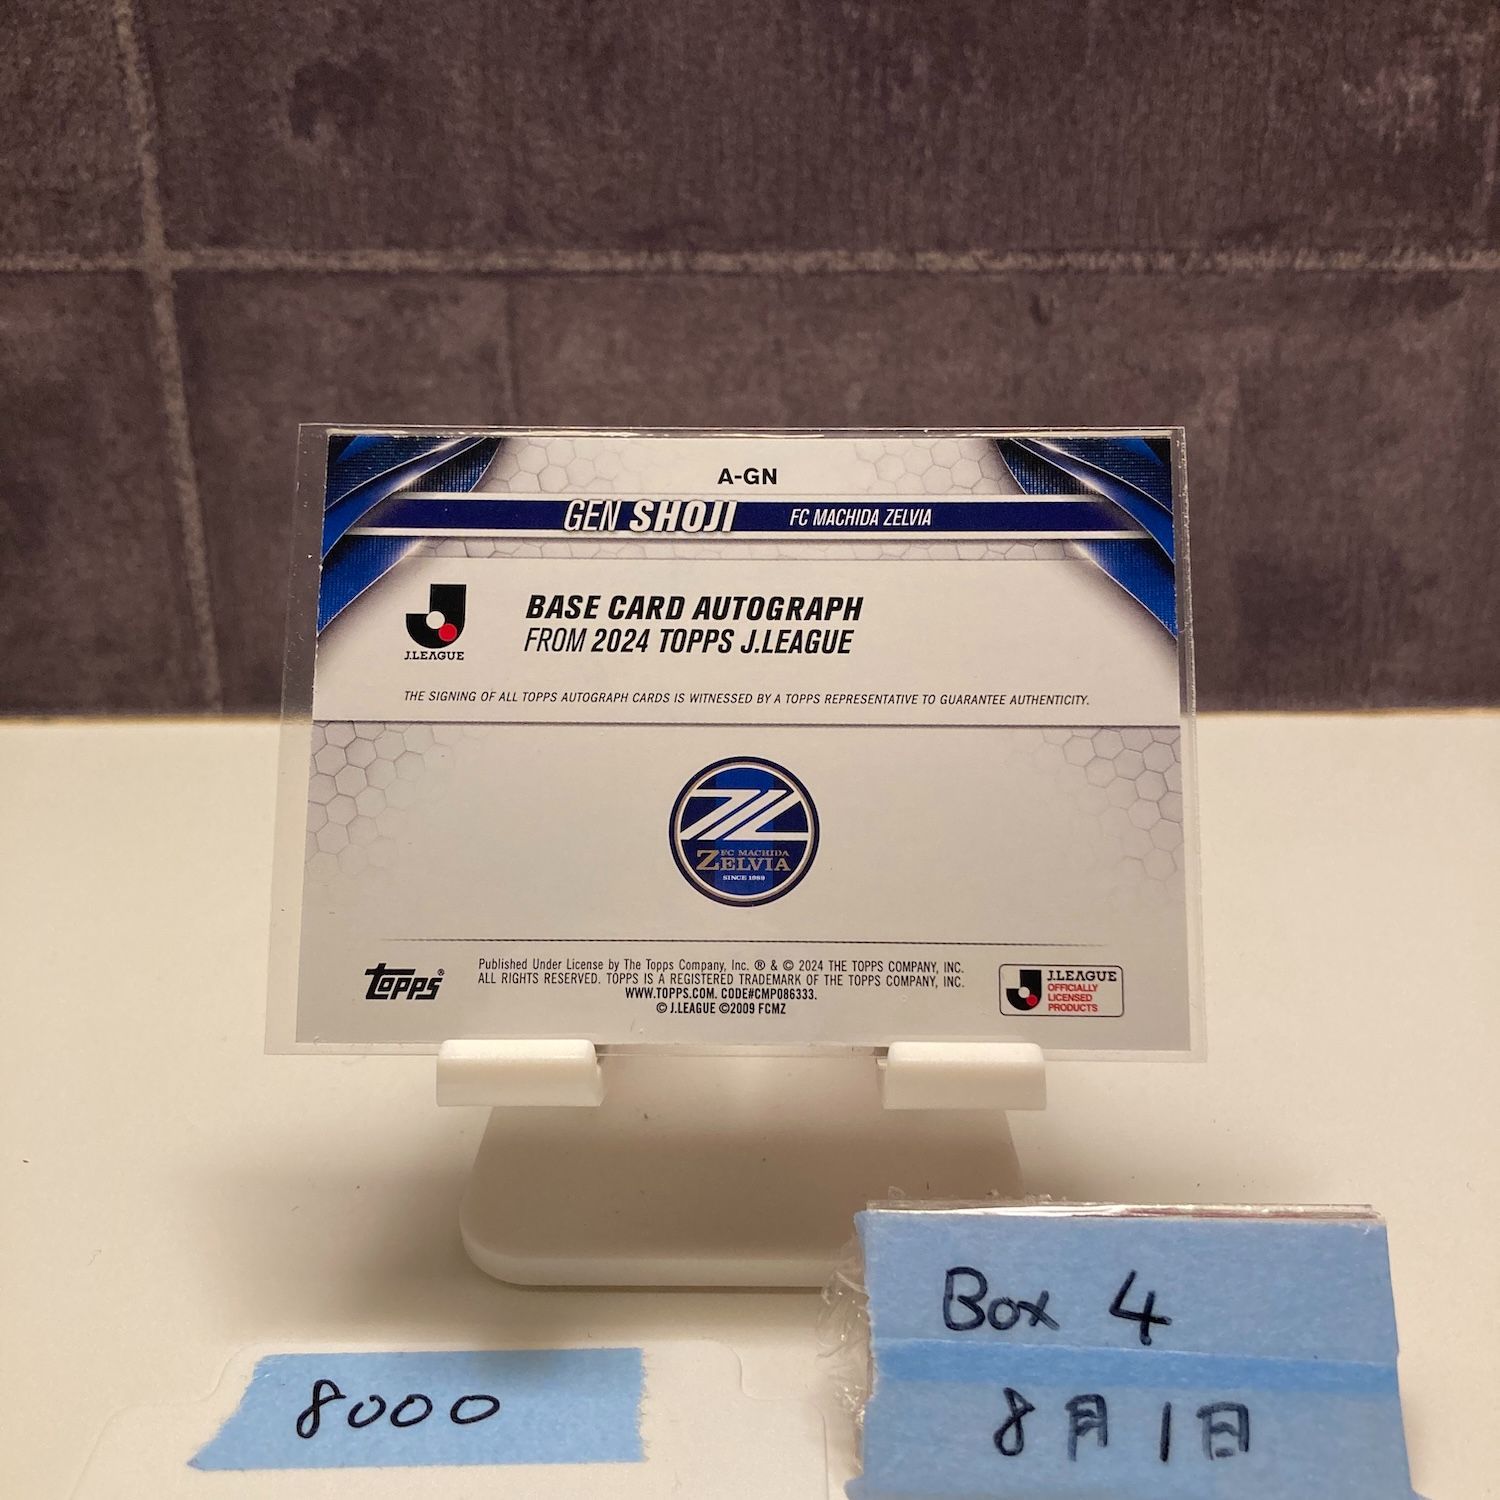 A-GN
GEN SHOJI FC MACHIDA ZELVIA
J.LEAGUE
BASE CARD AUTOGRAPH
FROM 2024 TOPPS J.LEAGUE
THE SIGNING OF ALL TOPPS AUTOGRAPH CARDS IS WITNESSED BY A TOPPS REPRESENTATIVE TO GUARANTEE AUTHENTICITY.
FC MACHIDA
ZELVIA
SINCE 1989
topps®
Published Under License by The Topps Company, Inc. ® & © 2024 THE TOPPS COMPANY, INC.
ALL RIGHTS RESERVED. TOPPS IS A REGISTERED TRADEMARK OF THE TOPPS COMPANY, INC.
WWW.TOPPS.COM. CODE#CMP086333.
© J.LEAGUE ©2009 FCMZ
J.LEAGUE
OFFICIALLY
LICENSED
PRODUCTS
Box 4
8月1日
8000